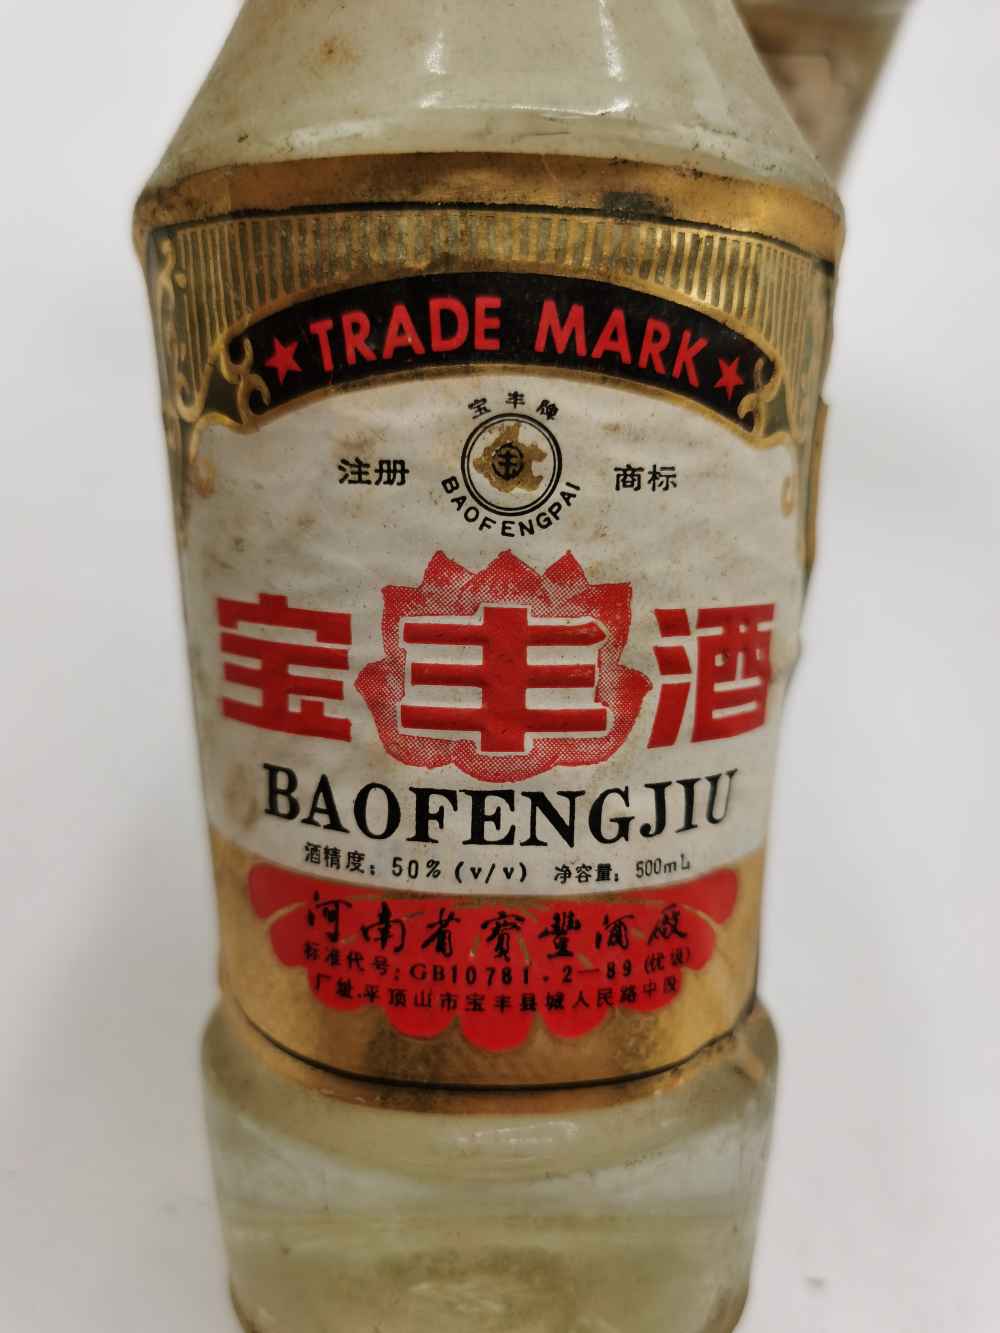 ★TRADE MARK★
宝丰牌
注册 商标
BAOFENGPAI
宝丰酒
BAOFENGJIU
酒精度：50%（v/v） 净容量：500mL
河南省寳豐酒廠
标准代号：GB10781.2—89（优级）
厂址：平顶山市宝丰县城人民路中段